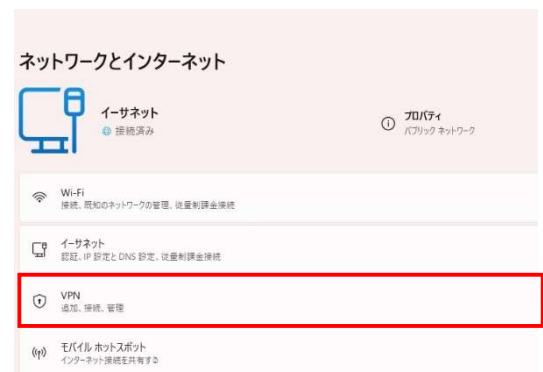 ネットワークとインターネット
イーサネット
接続済み
プロパティ
パブリック ネットワーク
Wi-Fi
接続、既知のネットワークの管理、従量制課金接続
イーサネット
認証、IP 設定と DNS 設定、従量制課金接続
VPN
追加、接続、管理
モバイル ホットスポット
インターネット接続を共有する